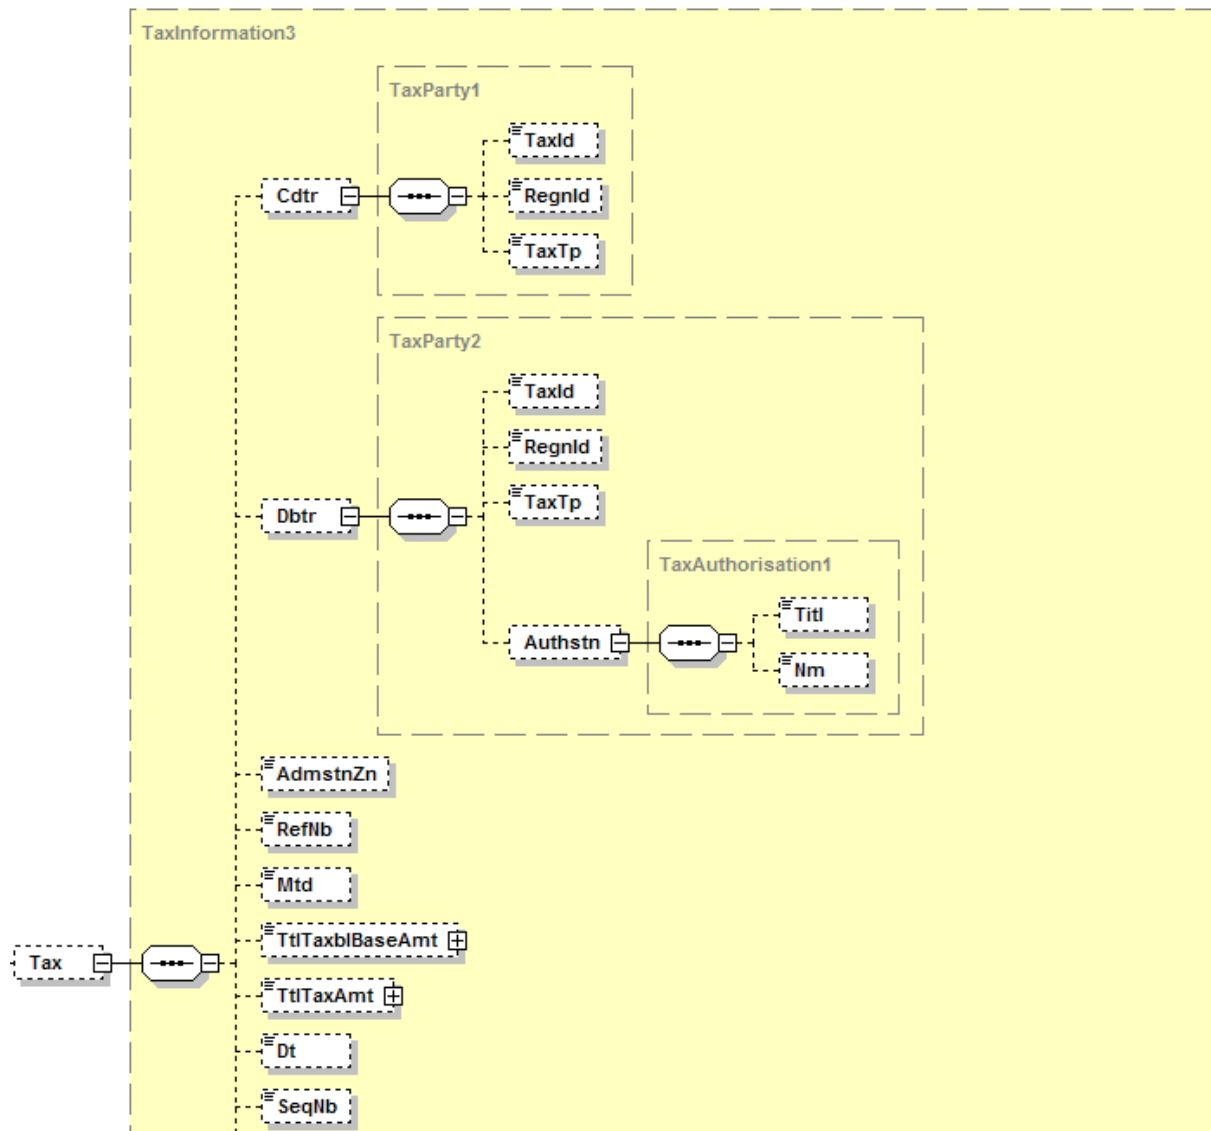 TaxInformation3
TaxParty1
TaxId
Cdtr
RegnId
TaxTp
TaxParty2
TaxId
RegnId
TaxTp
Dbtr
TaxAuthorisation1
Titl
Authstn
Nm
AdmstnZn
RefNb
Mtd
TtlTaxblBaseAmt
Tax
TtlTaxAmt
Dt
SeqNb